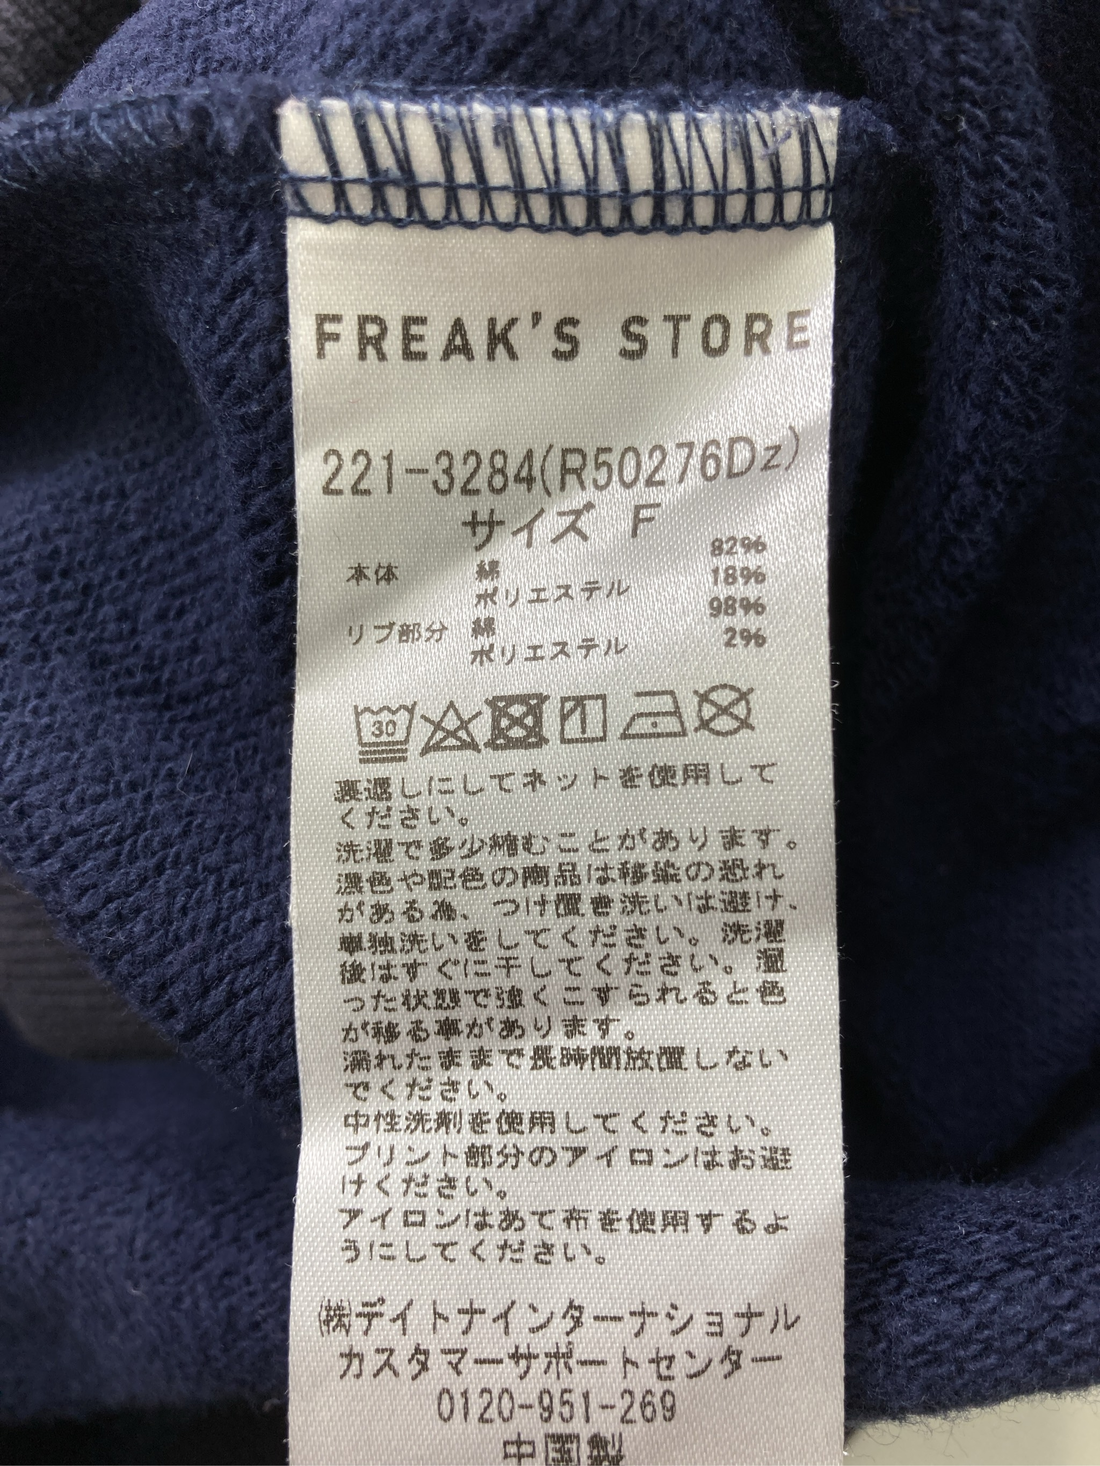 FREAK'S STORE
221-3284(R50276Dz)
サイズ F
本体 綿 82%
ポリエステル 18%
リブ部分 綿 98%
ポリエステル 2%
30
裏返しにしてネットを使用して
ください。
洗濯で多少縮むことがあります。
濃色や配色の商品は移染の恐れ
がある為、つけ置き洗いは避け、
単独洗いをしてください。洗濯
後はすぐに干してください。湿
った状態で強くこすられると色
が移る事があります。
濡れたままで長時間放置しない
でください。
中性洗剤を使用してください。
プリント部分のアイロンはお避
けください。
アイロンはあて布を使用するよ
うにしてください。
㈱デイトナインターナショナル
カスタマーサポートセンター
0120-951-269
中国製